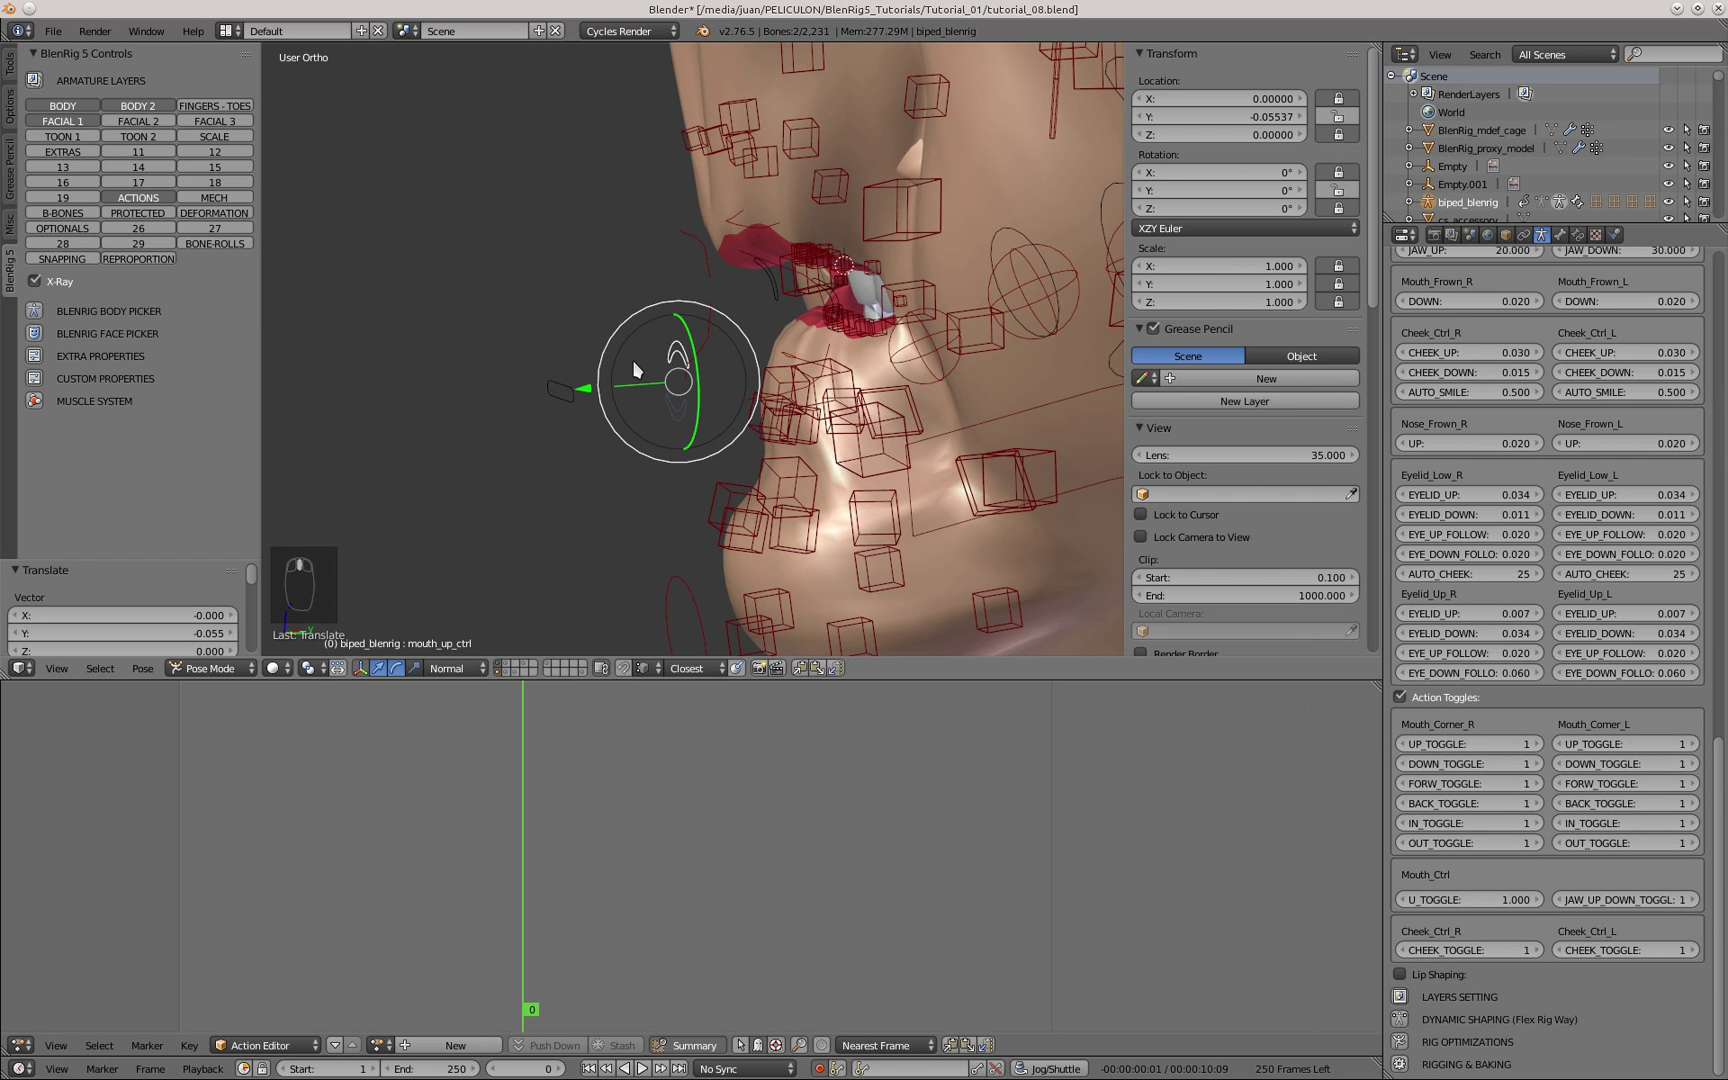 Blender* [/media/juan/PELICULON/BlenRig5_Tutorials/Tutorial_01/tutorial_08.blend]
File Render Window Help Default Scene Cycles Render v2.76.5 | Bones:2/2,231 | Mem:277.29M | biped_blenrig
Tools
Options
Grease Pencil
Misc
BlenRig 5
BlenRig 5 Controls
ARMATURE LAYERS
BODY BODY 2 FINGERS - TOES
FACIAL 1 FACIAL 2 FACIAL 3
TOON 1 TOON 2 SCALE
EXTRAS 11 12
13 14 15
16 17 18
19 ACTIONS MECH
B-BONES PROTECTED DEFORMATION
OPTIONALS 26 27
28 29 BONE-ROLLS
SNAPPING REPROPORTION
X-Ray
BLENRIG BODY PICKER
BLENRIG FACE PICKER
EXTRA PROPERTIES
CUSTOM PROPERTIES
MUSCLE SYSTEM
Translate
Vector
X: -0.000
Y: -0.055
Z: 0.000
User Ortho
Last: Translate
(0) biped_blenrig : mouth_up_ctrl
View Select Pose Pose Mode Normal Closest
Transform
Location:
X: 0.00000
Y: -0.05537
Z: 0.00000
Rotation:
X: 0°
Y: 0°
Z: 0°
XZY Euler
Scale:
X: 1.000
Y: 1.000
Z: 1.000
Grease Pencil
Scene Object
New
New Layer
View
Lens: 35.000
Lock to Object:
Lock to Cursor
Lock Camera to View
Clip:
Start: 0.100
End: 1000.000
Local Camera:
Render Border
View Search All Scenes
Scene
RenderLayers
World
BlenRig_mdef_cage
BlenRig_proxy_model
Empty
Empty.001
biped_blenrig
cs_accessory
JAW_UP: 20.000 JAW_DOWN: 30.000
Mouth_Frown_R Mouth_Frown_L
DOWN: 0.020 DOWN: 0.020
Cheek_Ctrl_R Cheek_Ctrl_L
CHEEK_UP: 0.030 CHEEK_UP: 0.030
CHEEK_DOWN: 0.015 CHEEK_DOWN: 0.015
AUTO_SMILE: 0.500 AUTO_SMILE: 0.500
Nose_Frown_R Nose_Frown_L
UP: 0.020 UP: 0.020
Eyelid_Low_R Eyelid_Low_L
EYELID_UP: 0.034 EYELID_UP: 0.034
EYELID_DOWN: 0.011 EYELID_DOWN: 0.011
EYE_UP_FOLLOW: 0.020 EYE_UP_FOLLOW: 0.020
EYE_DOWN_FOLLO: 0.020 EYE_DOWN_FOLLO: 0.020
AUTO_CHEEK: 25 AUTO_CHEEK: 25
Eyelid_Up_R Eyelid_Up_L
EYELID_UP: 0.007 EYELID_UP: 0.007
EYELID_DOWN: 0.034 EYELID_DOWN: 0.034
EYE_UP_FOLLOW: 0.020 EYE_UP_FOLLOW: 0.020
EYE_DOWN_FOLLO: 0.060 EYE_DOWN_FOLLO: 0.060
Action Toggles:
Mouth_Corner_R Mouth_Corner_L
UP_TOGGLE: 1 UP_TOGGLE: 1
DOWN_TOGGLE: 1 DOWN_TOGGLE: 1
FORW_TOGGLE: 1 FORW_TOGGLE: 1
BACK_TOGGLE: 1 BACK_TOGGLE: 1
IN_TOGGLE: 1 IN_TOGGLE: 1
OUT_TOGGLE: 1 OUT_TOGGLE: 1
Mouth_Ctrl
U_TOGGLE: 1.000 JAW_UP_DOWN_TOGGL: 1
Cheek_Ctrl_R Cheek_Ctrl_L
CHEEK_TOGGLE: 1 CHEEK_TOGGLE: 1
Lip Shaping:
LAYERS SETTING
DYNAMIC SHAPING (Flex Rig Way)
RIG OPTIMIZATIONS
RIGGING & BAKING
0
View Select Marker Key Action Editor New Push Down Stash Summary Nearest Frame
View Marker Frame Playback Start: 1 End: 250 0 No Sync Jog/Shuttle -00:00:00:01 / 00:00:10:09 250 Frames Left